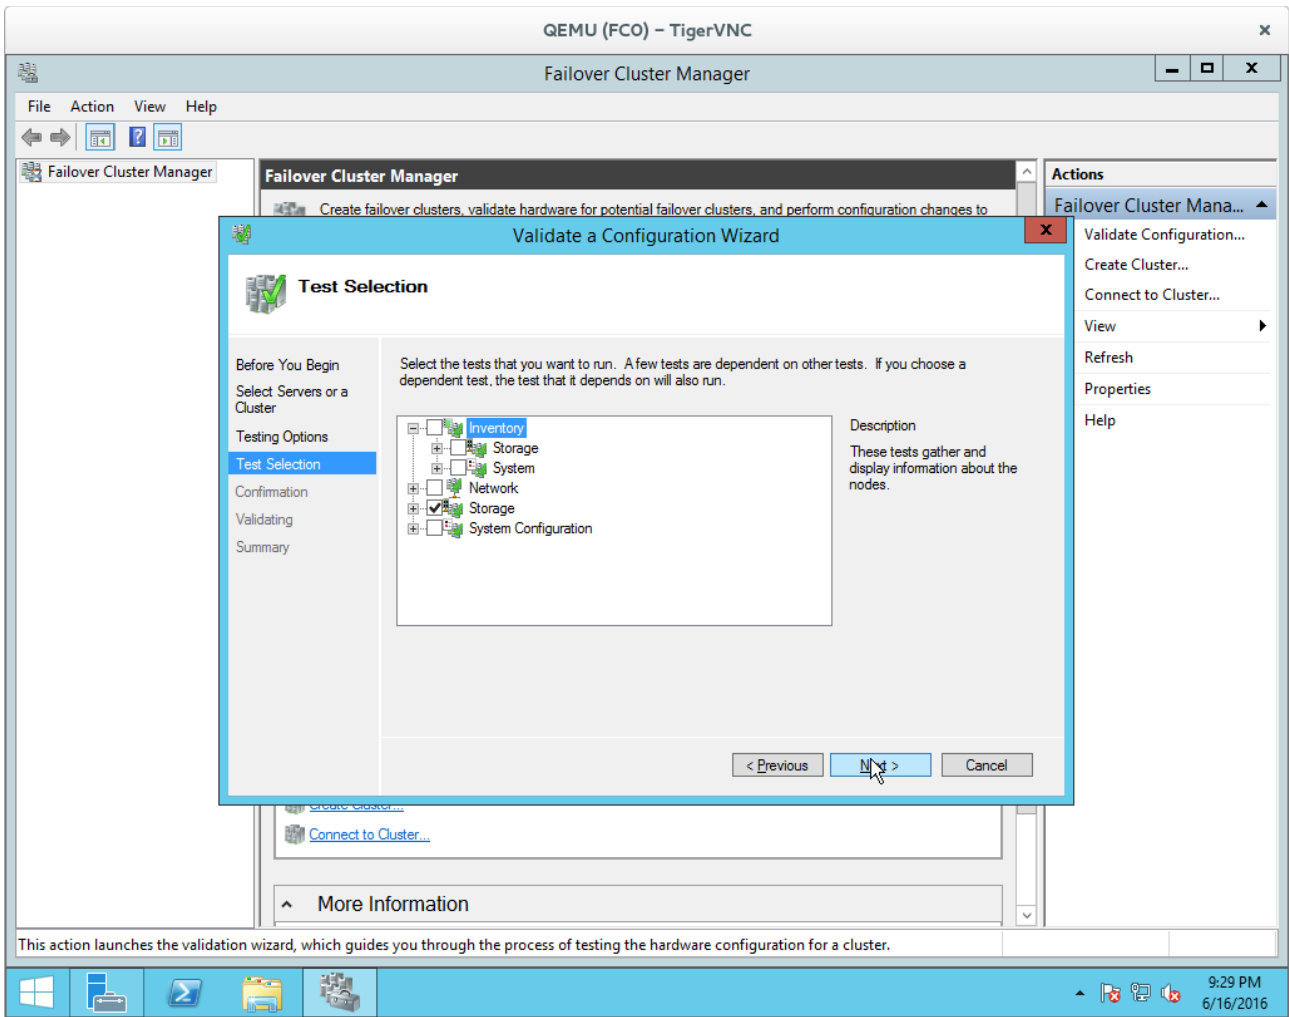 QEMU (FC0) – TigerVNC
Failover Cluster Manager
File Action View Help
Failover Cluster Manager
Failover Cluster Manager
Create failover clusters, validate hardware for potential failover clusters, and perform configuration changes to
Actions
Failover Cluster Mana...
Validate Configuration...
Create Cluster...
Connect to Cluster...
View
Refresh
Properties
Help
Validate a Configuration Wizard
Test Selection
Before You Begin
Select Servers or a
Cluster
Testing Options
Test Selection
Confirmation
Validating
Summary
Select the tests that you want to run. A few tests are dependent on other tests. If you choose a
dependent test, the test that it depends on will also run.
Inventory
Storage
System
Network
Storage
System Configuration
Description
These tests gather and
display information about the
nodes.
< Previous
Next >
Cancel
Create Cluster...
Connect to Cluster...
More Information
This action launches the validation wizard, which guides you through the process of testing the hardware configuration for a cluster.
9:29 PM
6/16/2016